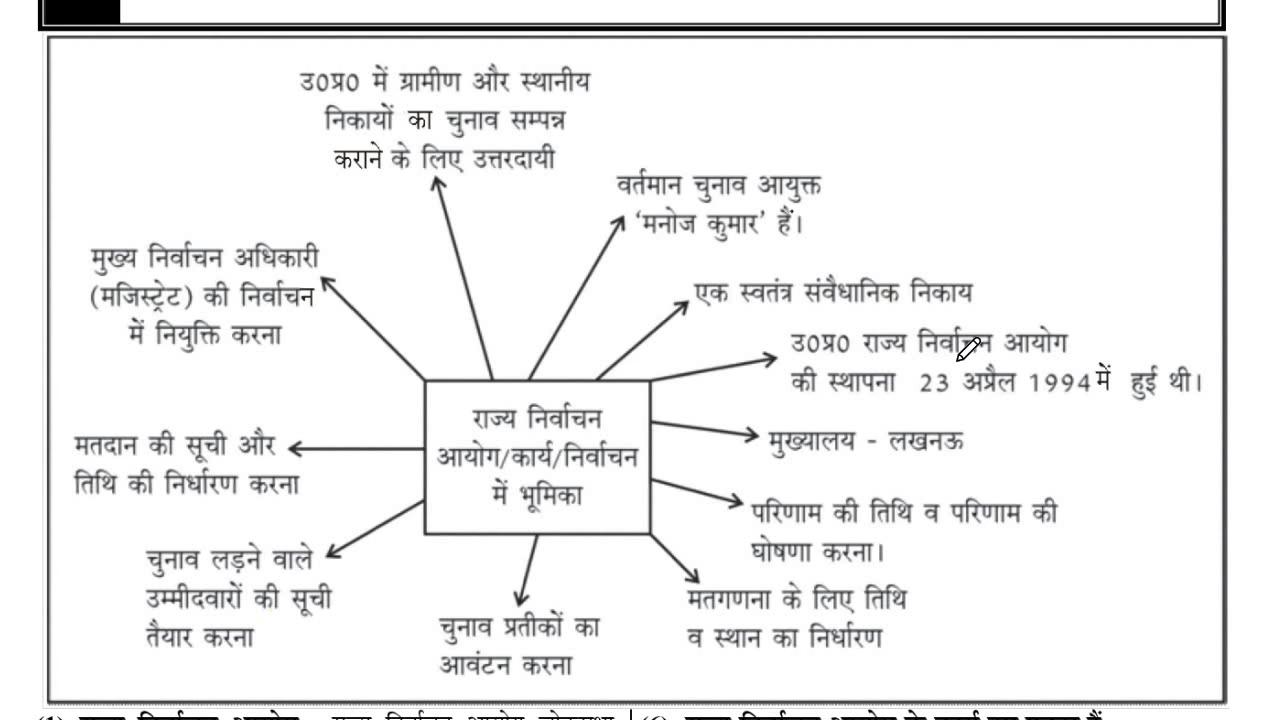 उ0प्र0 में ग्रामीण और स्थानीय
निकायों का चुनाव सम्पन्न
कराने के लिए उत्तरदायी
वर्तमान चुनाव आयुक्त
‘मनोज कुमार’ हैं।
मुख्य निर्वाचन अधिकारी
(मजिस्ट्रेट) की निर्वाचन
में नियुक्ति करना
एक स्वतंत्र संवैधानिक निकाय
उ0प्र0 राज्य निर्वाचन आयोग
की स्थापना 23 अप्रैल 1994 में हुई थी।
राज्य निर्वाचन
आयोग/कार्य/निर्वाचन
में भूमिका
मतदान की सूची और
तिथि की निर्धारण करना
मुख्यालय - लखनऊ
परिणाम की तिथि व परिणाम की
घोषणा करना।
चुनाव लड़ने वाले
उम्मीदवारों की सूची
तैयार करना
मतगणना के लिए तिथि
व स्थान का निर्धारण
चुनाव प्रतीकों का
आवंटन करना